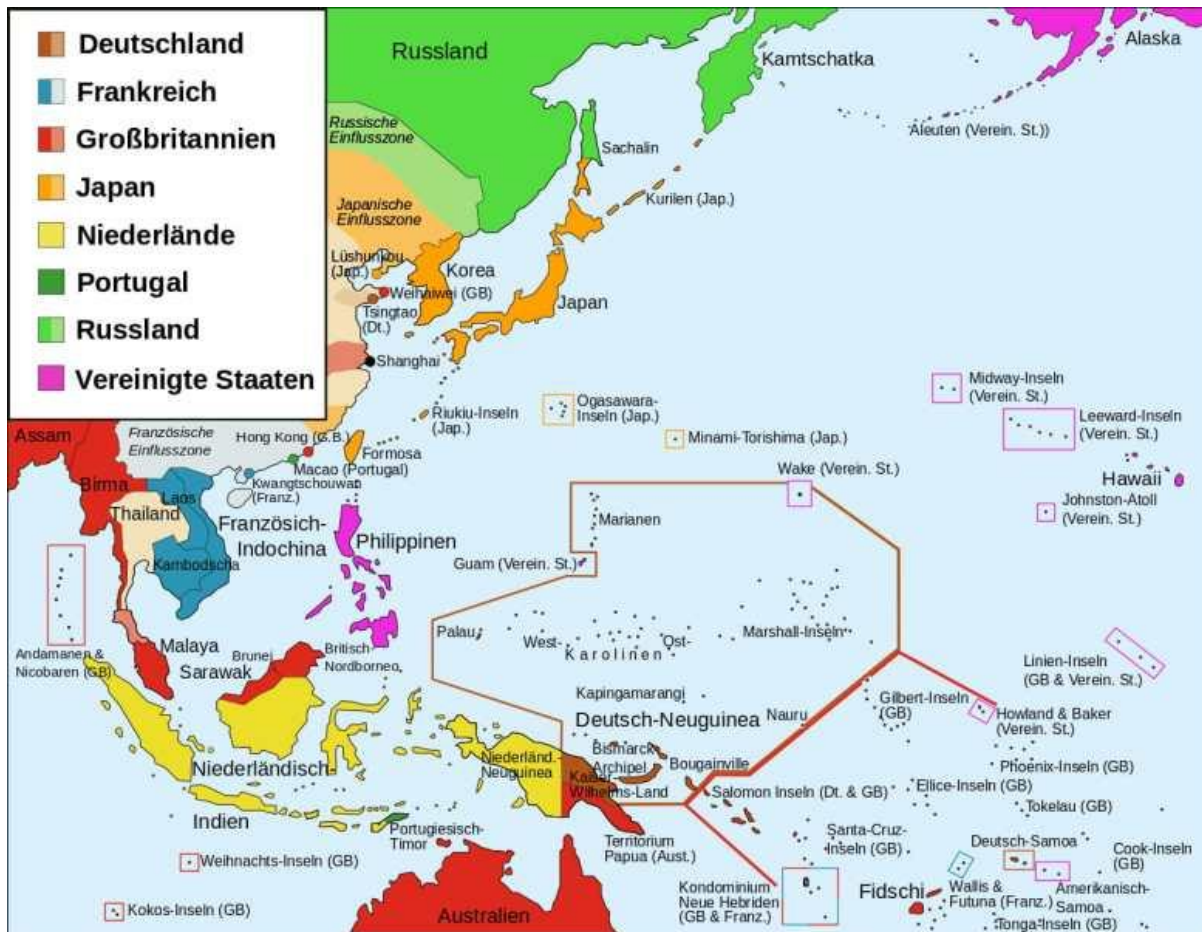 Deutschland
Frankreich
Großbritannien
Japan
Niederlände
Portugal
Russland
Vereinigte Staaten
Russland
Kamtschatka
Alaska
Aleuten (Verein. St.))
Russische
Einflusszone
Sachalin
Kurilen (Jap.)
Japanische
Einflusszone
Lüshunkou
(Jap.)
Korea
Weihaiwei (GB)
Japan
Tsingtao
(Dt.)
Shanghai
Midway-Inseln
(Verein. St.)
Ogasawara-
Inseln (Jap.)
Riukiu-Inseln
(Jap.)
Leeward-Inseln
(Verein. St.)
Assam
Französische
Einflusszone
Hong Kong (G.B.)
Minami-Torishima (Jap.)
Formosa
Macao (Portugal)
Wake (Verein. St.)
Hawaii
Birma
Laos
Kwangtschouwan
(Franz.)
Johnston-Atoll
(Verein. St.)
Thailand
Französich-
Indochina
Marianen
Philippinen
Kambodscha
Guam (Verein. St.)
Palau
West-
Ost-
Karolinen
Marshall-Inseln
Andamanen &
Nicobaren (GB)
Malaya
Sarawak
Brunei
Britisch-
Nordborneo
Linien-Inseln
(GB & Verein. St.)
Kapingamarangi
Gilbert-Inseln
(GB)
Deutsch-Neuguinea
Nauru
Howland & Baker
(Verein. St.)
Niederländ.-
Neuguinea
Bismarck-
Archipel
Bougainville
Niederländisch-
Indien
Kaiser-
Wilhelms-Land
Phoenix-Inseln (GB)
Ellice-Inseln (GB)
Salomon Inseln (Dt. & GB)
Tokelau (GB)
Portugiesisch-
Timor
Territorium
Papua (Aust.)
Santa-Cruz-
Inseln (GB)
Deutsch-Samoa
Cook-Inseln
(GB)
Weihnachts-Inseln (GB)
Kondominium
Neue Hebriden
(GB & Franz.)
Fidschi
Wallis &
Futuna (Franz.)
Amerikanisch-
Samoa
Kokos-Inseln (GB)
Australien
Tonga-Inseln (GB)